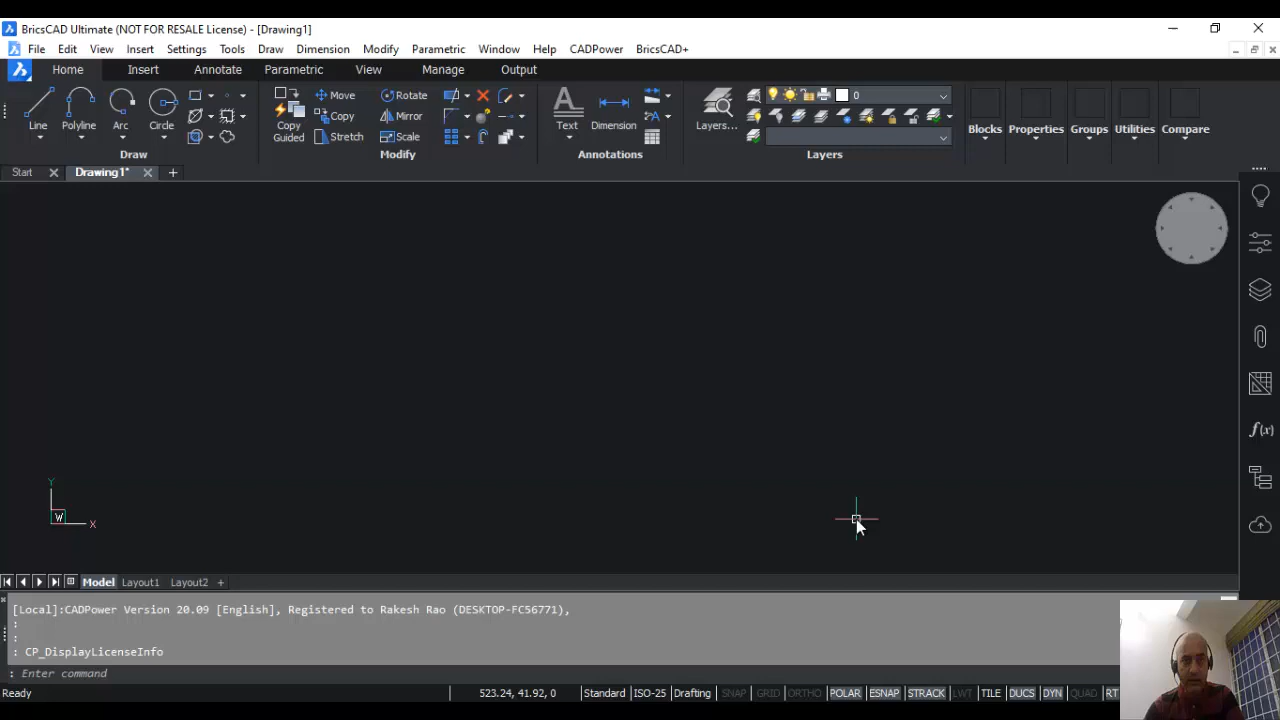 BricsCAD Ultimate (NOT FOR RESALE License) - [Drawing1]
File Edit View Insert Settings Tools Draw Dimension Modify Parametric Window Help CADPower BricsCAD+
Home Insert Annotate Parametric View Manage Output
Move Rotate 0
Copy Mirror
Line Polyline Arc Circle Copy Guided Stretch Scale Text Dimension Layers... Blocks Properties Groups Utilities Compare
Draw Modify Annotations Layers
Start Drawing1*
Y
W X
Model Layout1 Layout2 +
[Local]:CADPower Version 20.09 [English], Registered to Rakesh Rao (DESKTOP-FC56771),
:
:
: CP_DisplayLicenseInfo
: Enter command
Ready 523.24, 41.92, 0 Standard ISO-25 Drafting SNAP GRID ORTHO POLAR ESNAP STRACK LWT TILE DUCS DYN QUAD RT
f(x)